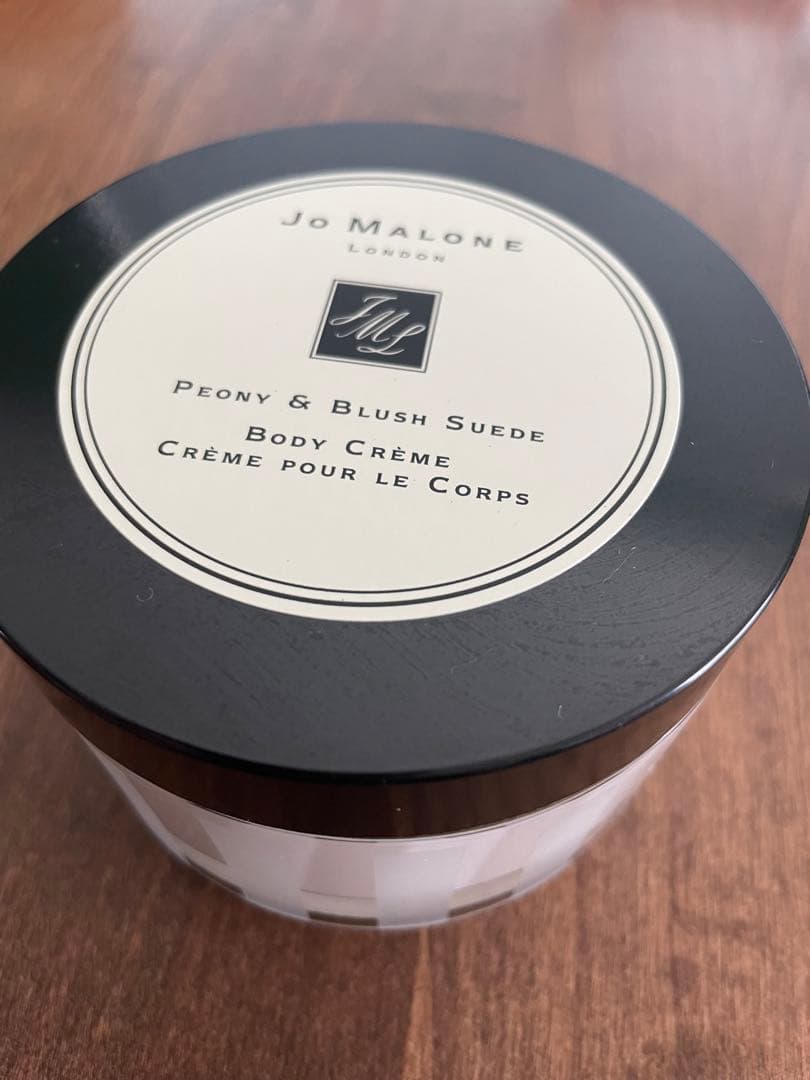 Jo Malone
London
JML
Peony & Blush Suede
Body Crème
Crème pour le Corps